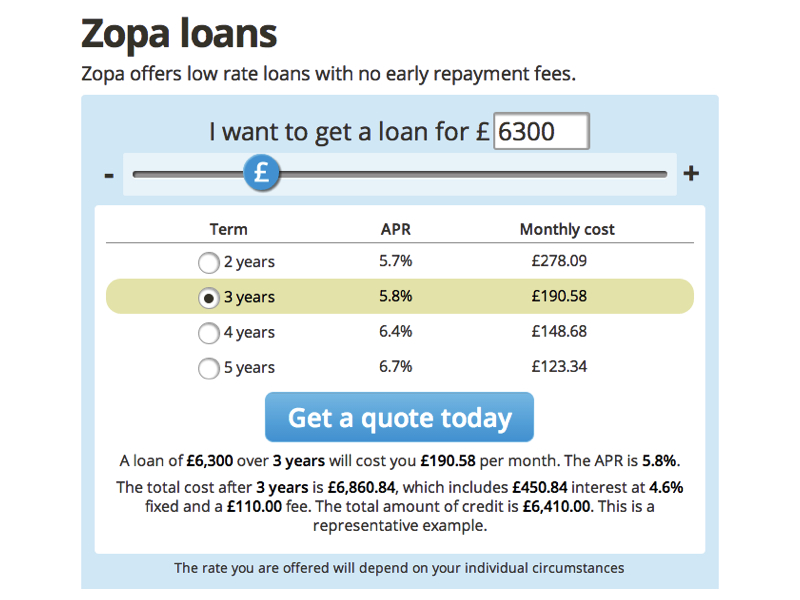 Zopa loans
Zopa offers low rate loans with no early repayment fees.
I want to get a loan for £ 6300
- £ +
Term APR Monthly cost
2 years 5.7% £278.09
3 years 5.8% £190.58
4 years 6.4% £148.68
5 years 6.7% £123.34
Get a quote today
A loan of £6,300 over 3 years will cost you £190.58 per month. The APR is 5.8%.
The total cost after 3 years is £6,860.84, which includes £450.84 interest at 4.6%
fixed and a £110.00 fee. The total amount of credit is £6,410.00. This is a
representative example.
The rate you are offered will depend on your individual circumstances